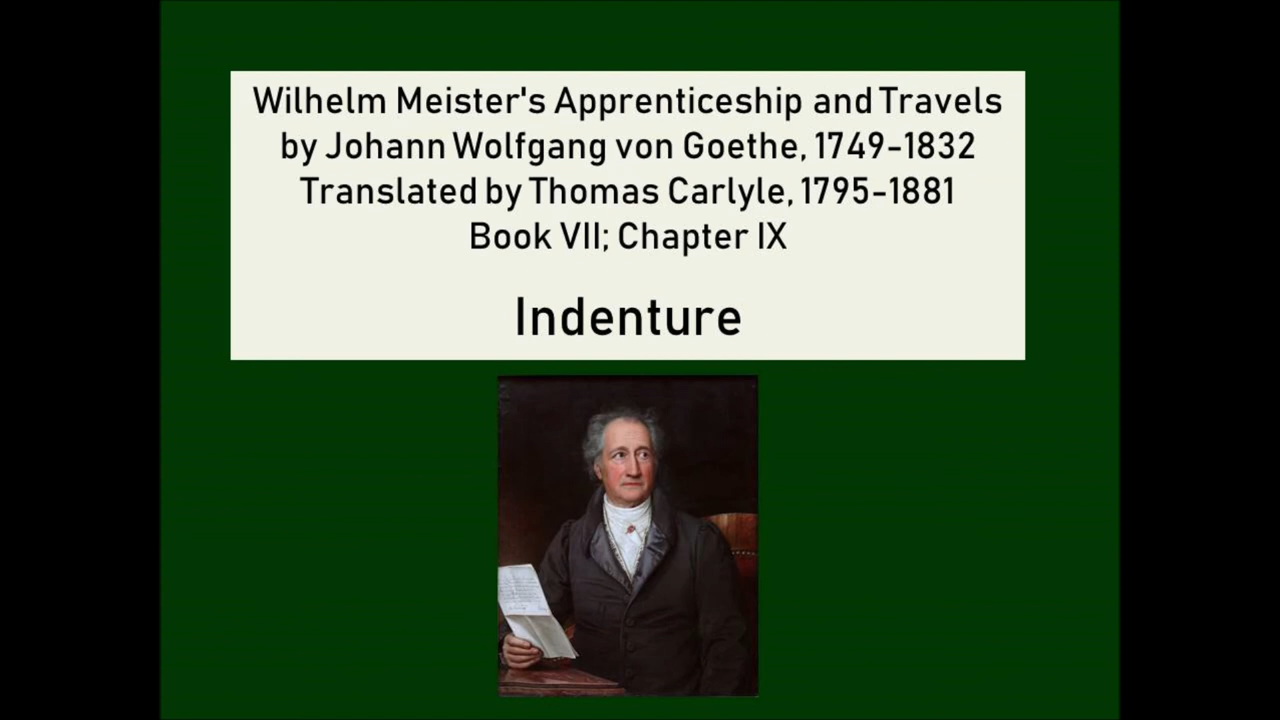 Wilhelm Meister's Apprenticeship and Travels
by Johann Wolfgang von Goethe, 1749-1832
Translated by Thomas Carlyle, 1795-1881
Book VII; Chapter IX
Indenture